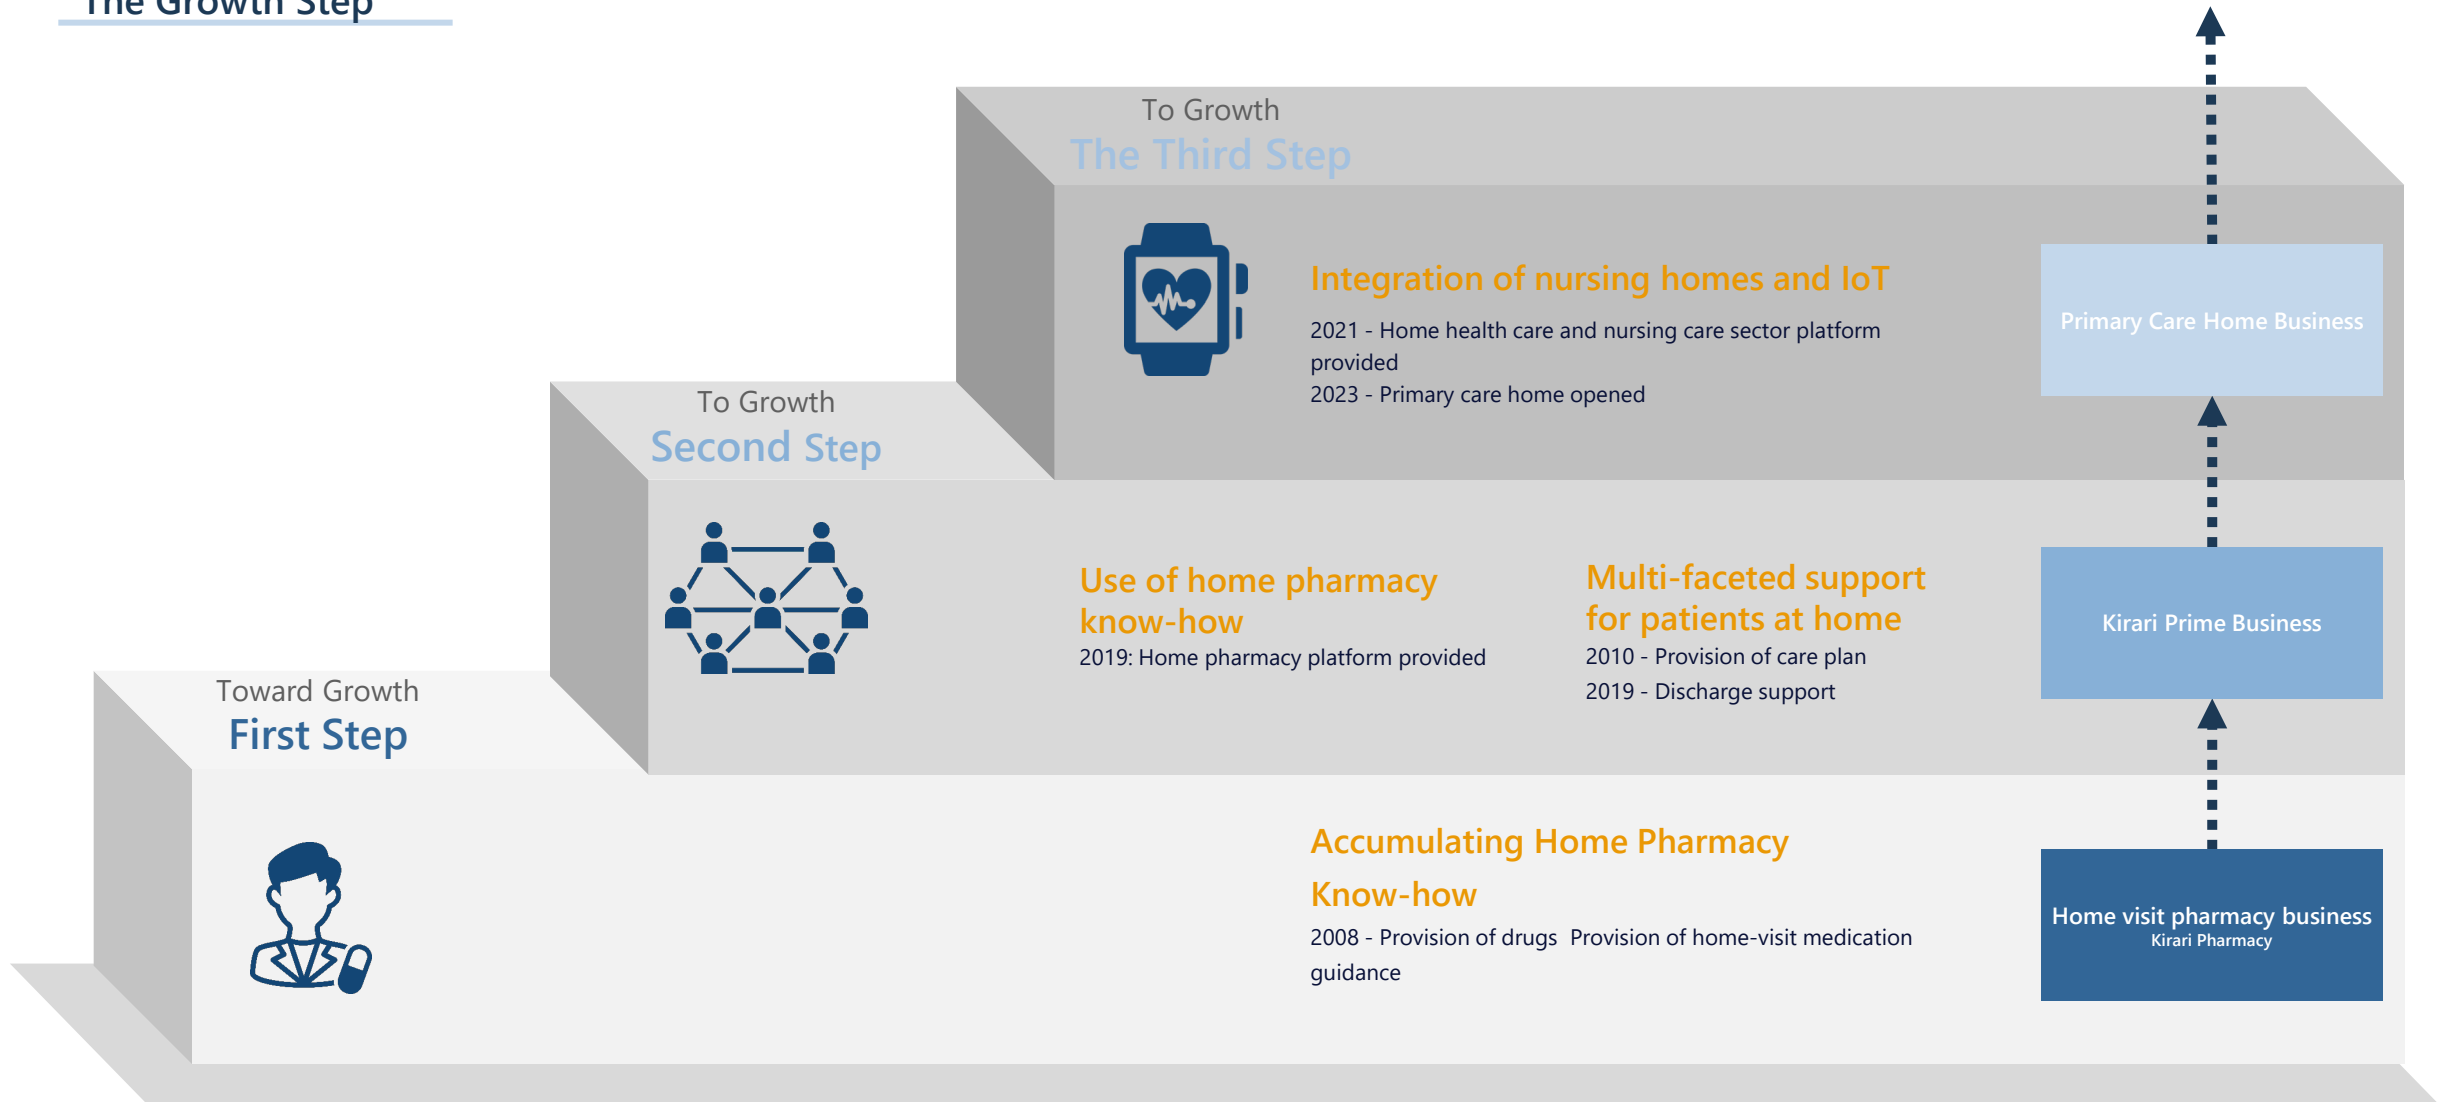 The Growth Step
To Growth
The Third Step
Integration of nursing homes and IoT
2021 - Home health care and nursing care sector platform
provided
2023 - Primary care home opened
Primary Care Home Business
To Growth
Second Step
Use of home pharmacy
know-how
2019: Home pharmacy platform provided
Multi-faceted support
for patients at home
2010 - Provision of care plan
2019 - Discharge support
Kirari Prime Business
Toward Growth
First Step
Accumulating Home Pharmacy
Know-how
2008 - Provision of drugs  Provision of home-visit medication
guidance
Home visit pharmacy business
Kirari Pharmacy